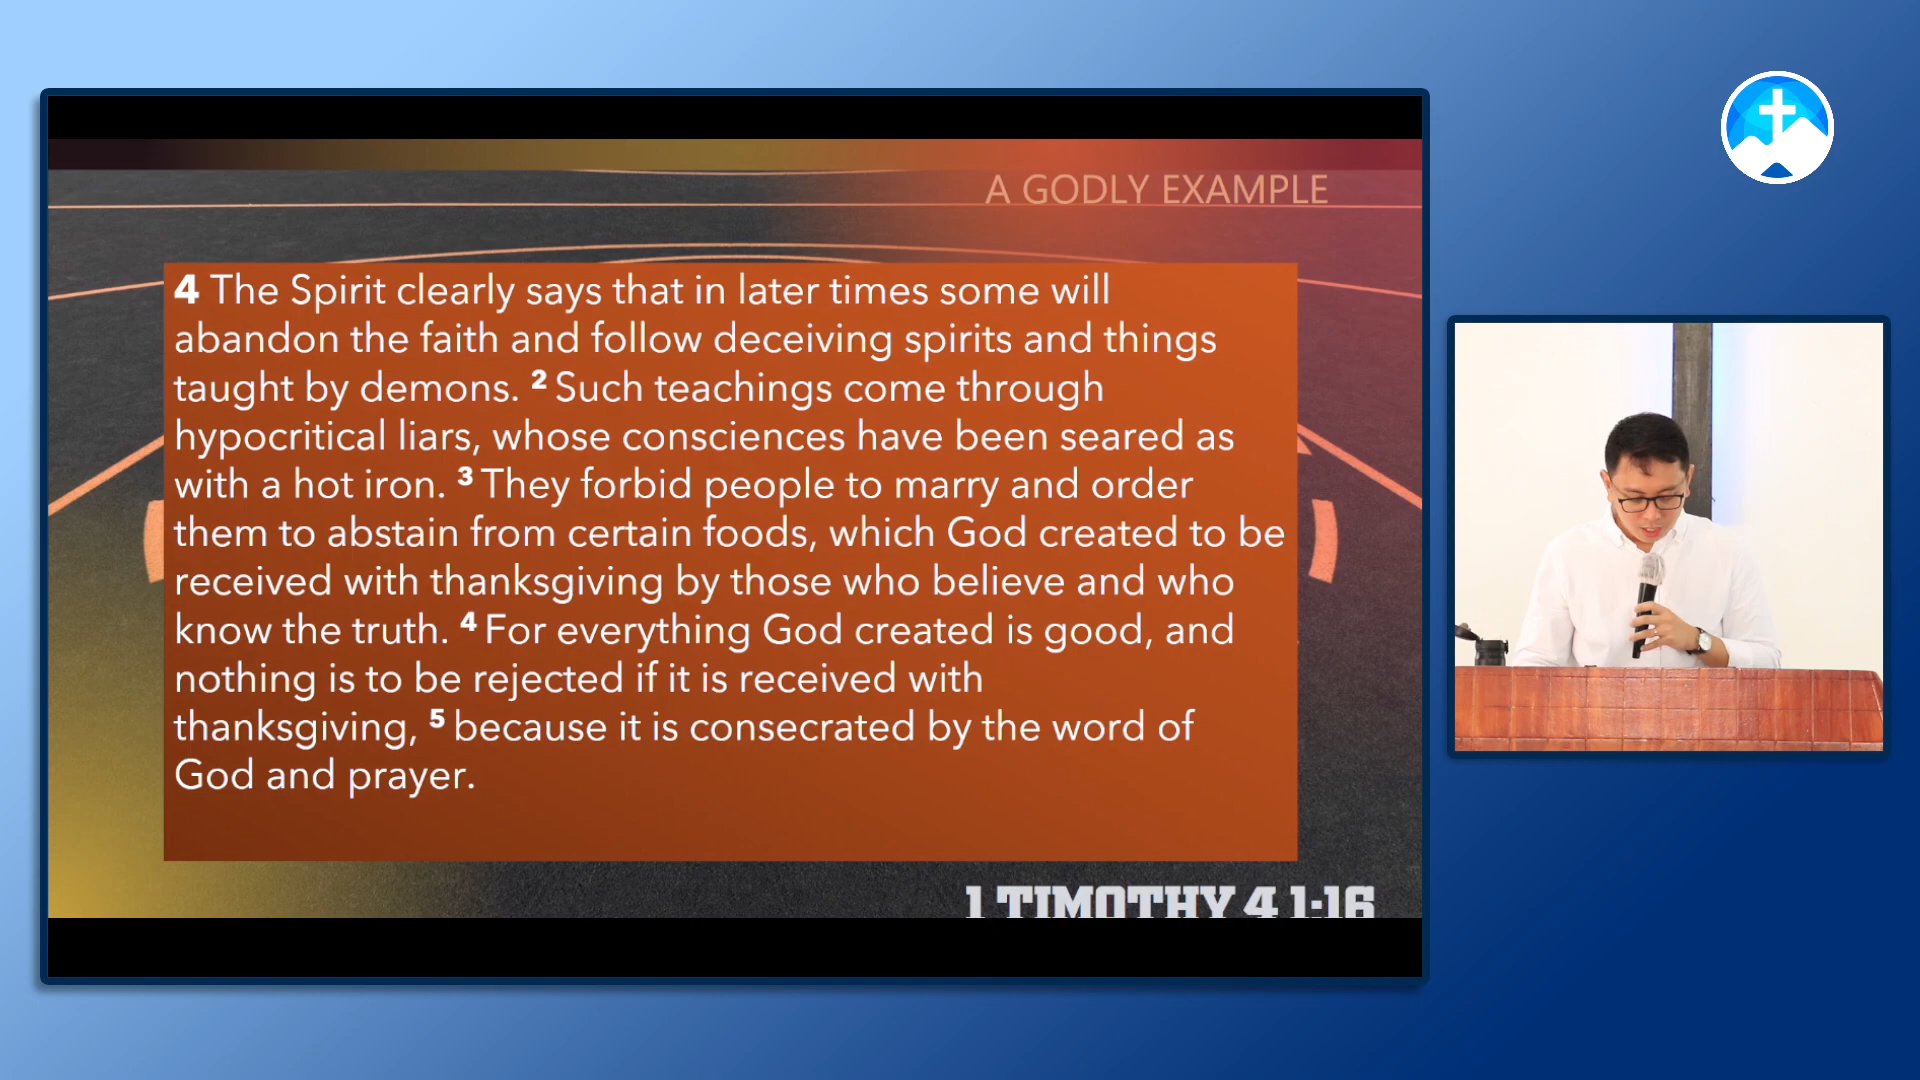 A GODLY EXAMPLE
4 The Spirit clearly says that in later times some will
abandon the faith and follow deceiving spirits and things
taught by demons. 2 Such teachings come through
hypocritical liars, whose consciences have been seared as
with a hot iron. 3 They forbid people to marry and order
them to abstain from certain foods, which God created to be
received with thanksgiving by those who believe and who
know the truth. 4 For everything God created is good, and
nothing is to be rejected if it is received with
thanksgiving, 5 because it is consecrated by the word of
God and prayer.
1 TIMOTHY 4 1:16